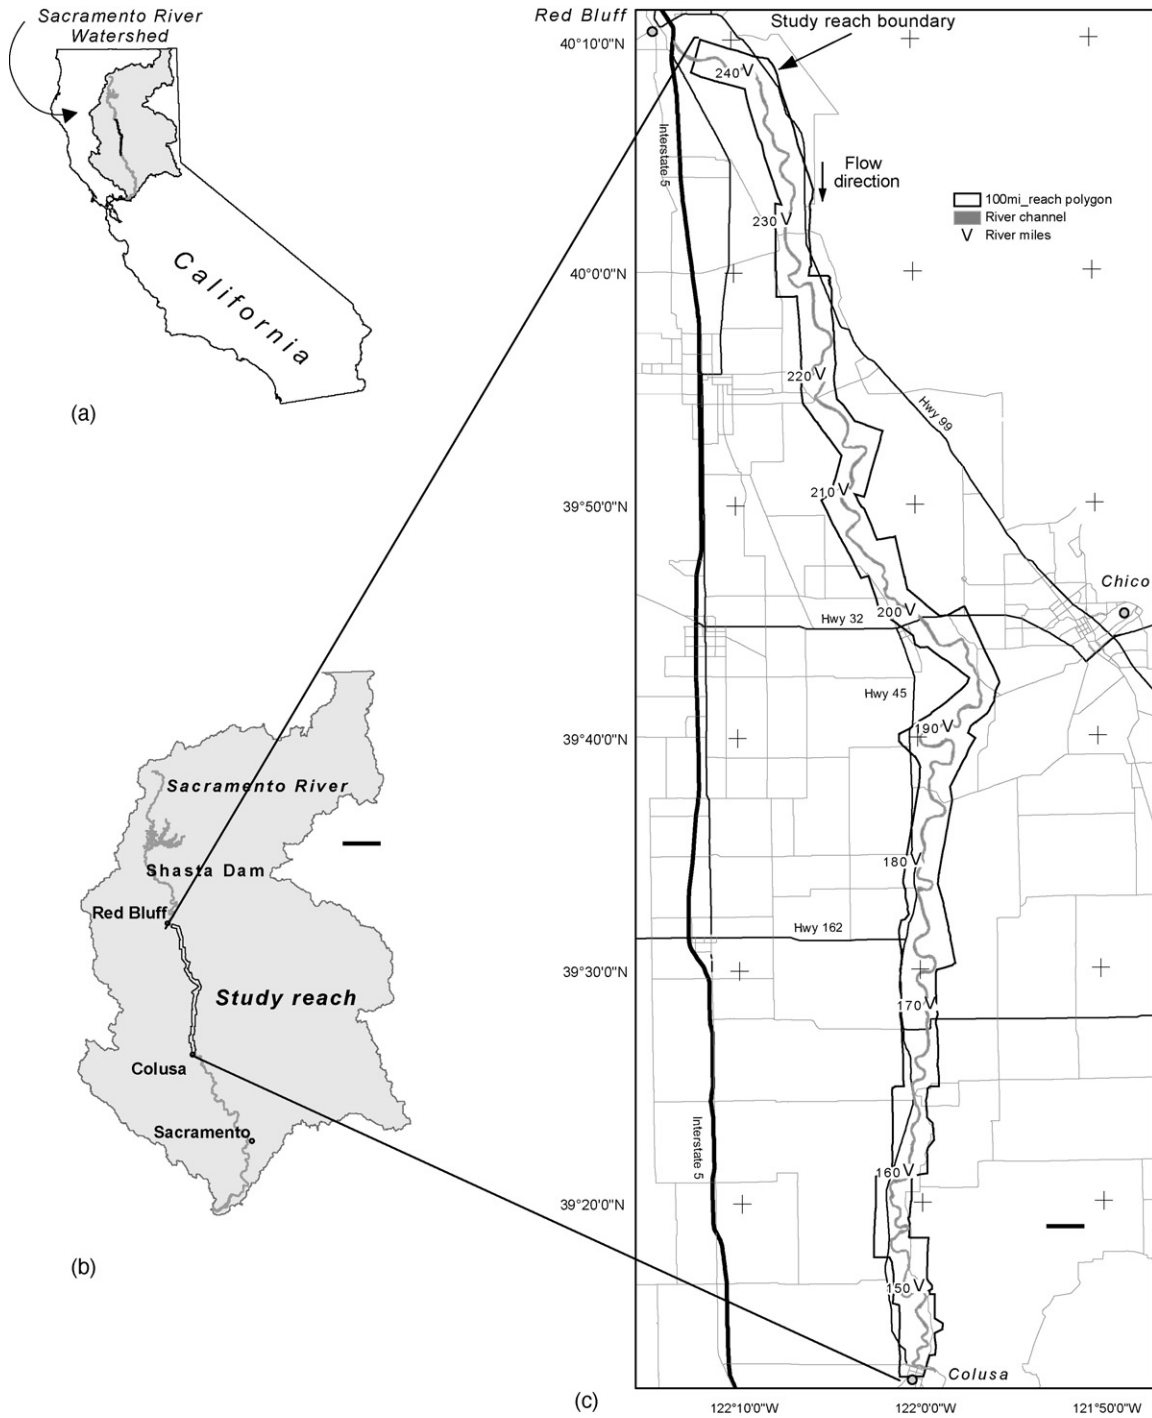 Sacramento River
Watershed
California
(a)
Sacramento River
Shasta Dam
Red Bluff
Study reach
Colusa
Sacramento
(b)
Red Bluff
Study reach boundary
40°10'0"N
240 V
Interstate 5
Flow
direction
100mi_reach polygon
River channel
V River miles
230 V
40°0'0"N
220 V
Hwy 99
210 V
39°50'0"N
Chico
200 V
Hwy 32
Hwy 45
190 V
39°40'0"N
180 V
Hwy 162
39°30'0"N
170 V
Interstate 5
160 V
39°20'0"N
150 V
Colusa
(c)
122°10'0"W 122°0'0"W 121°50'0"W